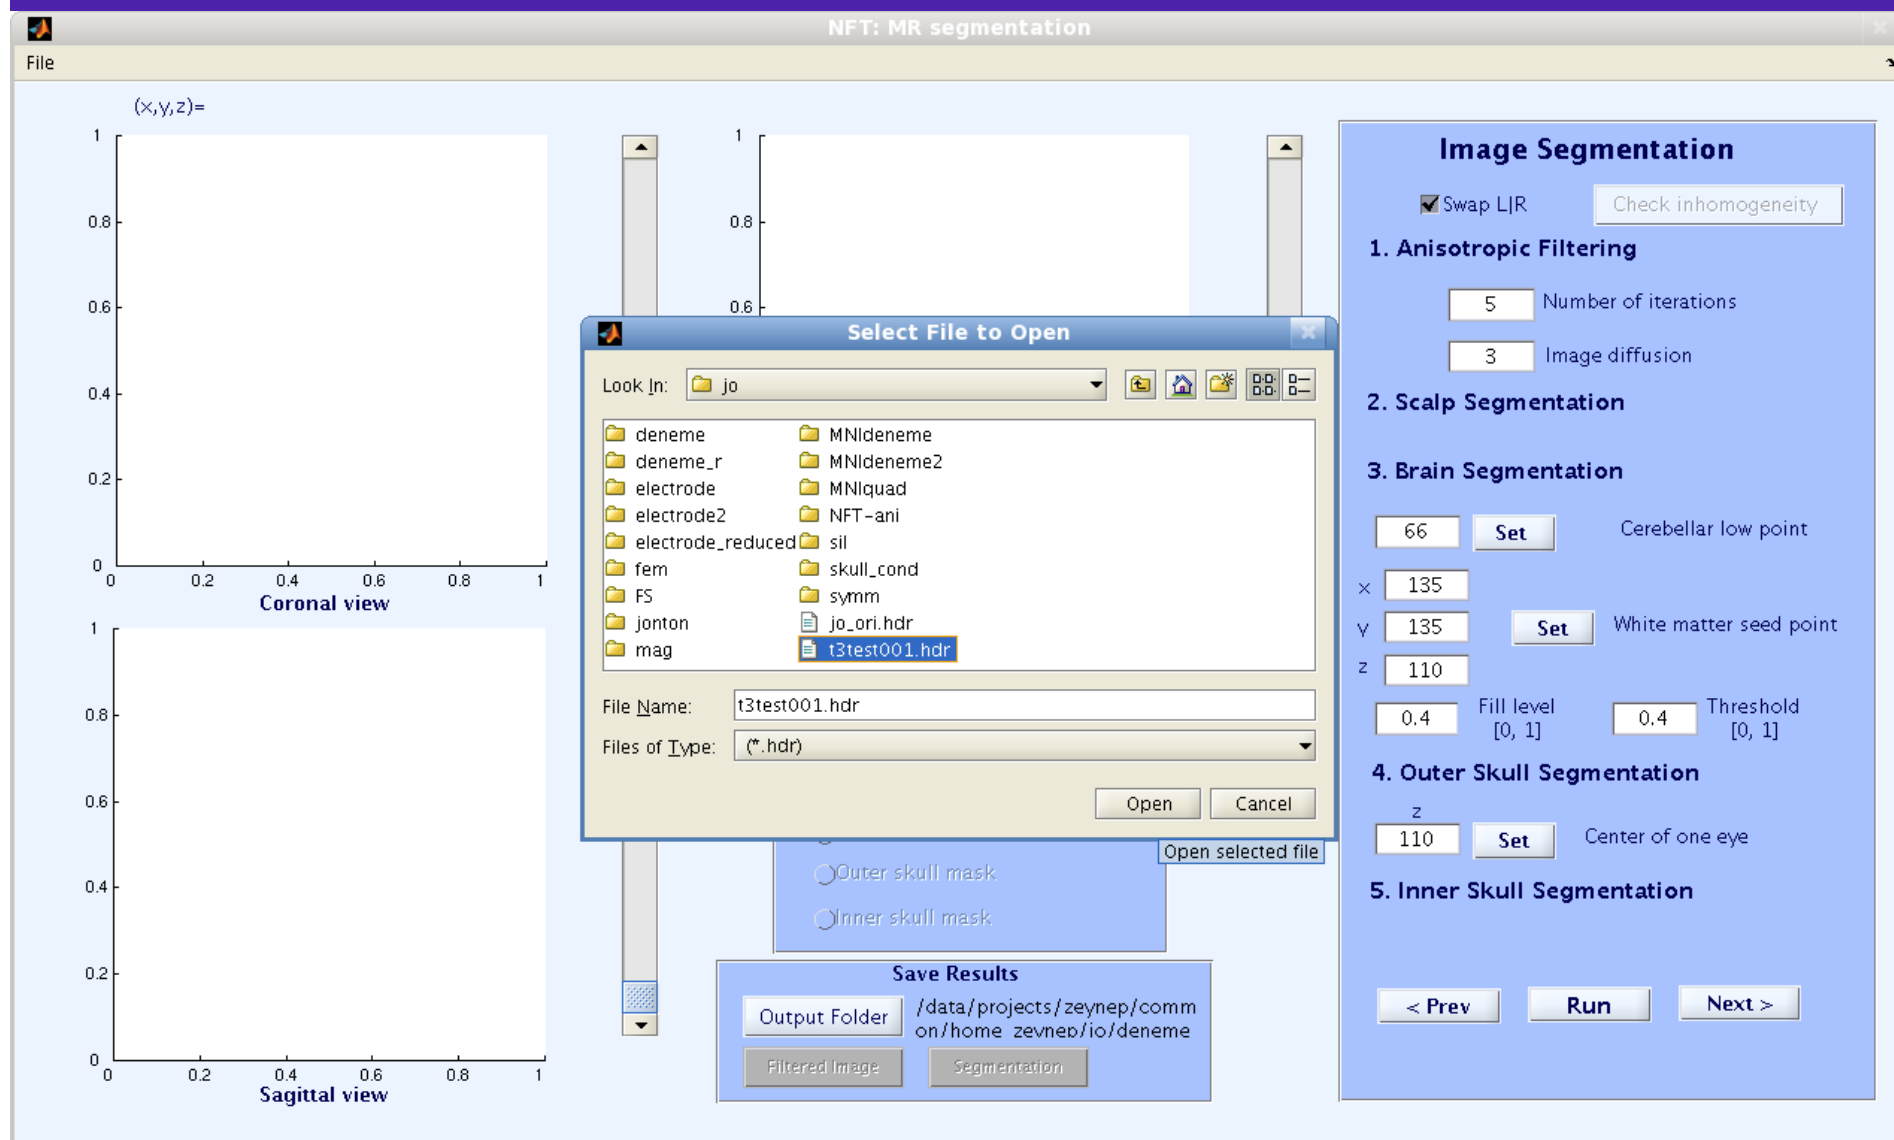 NFT: MR segmentation
File
(x,y,z)=
1
0.8
0.6
0.4
0.2
0
0 0.2 0.4 0.6 0.8 1
Coronal view
1
0.8
0.6
1
0.8
0.6
0.4
0.2
0
0 0.2 0.4 0.6 0.8 1
Sagittal view
Select File to Open
Look In: jo
deneme MNIdeneme
deneme_r MNIdeneme2
electrode MNIquad
electrode2 NFT-ani
electrode_reduced sil
fem skull_cond
FS symm
jonton jo_ori.hdr
mag t3test001.hdr
File Name: t3test001.hdr
Files of Type: (*.hdr)
Open Cancel
Open selected file
Outer skull mask
Inner skull mask
Save Results
Output Folder
/data/projects/zeynep/comm
on/home_zeynep/jo/deneme
Filtered Image Segmentation
Image Segmentation
Swap L|R Check inhomogeneity
1. Anisotropic Filtering
5 Number of iterations
3 Image diffusion
2. Scalp Segmentation
3. Brain Segmentation
66 Set Cerebellar low point
x 135
y 135 Set White matter seed point
z 110
0.4 Fill level [0, 1] 0.4 Threshold [0, 1]
4. Outer Skull Segmentation
z
110 Set Center of one eye
5. Inner Skull Segmentation
< Prev Run Next >